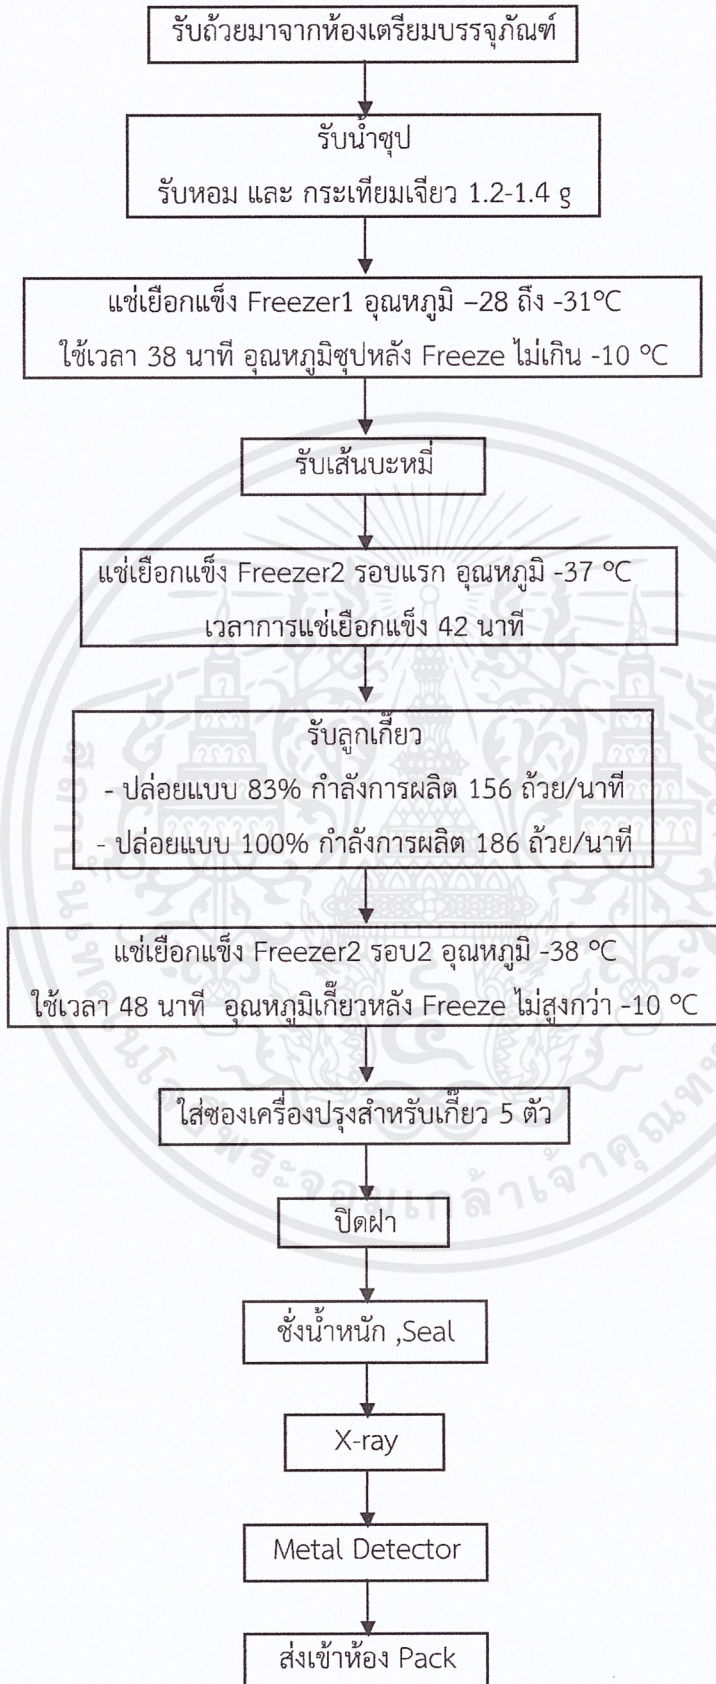 รับถ้วยมาจากห้องเตรียมบรรจุภัณฑ์
รับน้ำซุป
รับหอม และ กระเทียมเจียว 1.2-1.4 g
แช่เยือกแข็ง Freezer1 อุณหภูมิ –28 ถึง -31°C
ใช้เวลา 38 นาที อุณหภูมิซุปหลัง Freeze ไม่เกิน -10 °C
รับเส้นบะหมี่
แช่เยือกแข็ง Freezer2 รอบแรก อุณหภูมิ -37 °C
เวลาการแช่เยือกแข็ง 42 นาที
รับลูกเกี๊ยว
- ปล่อยแบบ 83% กำลังการผลิต 156 ถ้วย/นาที
- ปล่อยแบบ 100% กำลังการผลิต 186 ถ้วย/นาที
แช่เยือกแข็ง Freezer2 รอบ2 อุณหภูมิ -38 °C
ใช้เวลา 48 นาที อุณหภูมิเกี๊ยวหลัง Freeze ไม่สูงกว่า -10 °C
ใส่ซองเครื่องปรุงสำหรับเกี๊ยว 5 ตัว
ปิดฝา
ชั่งน้ำหนัก ,Seal
X-ray
Metal Detector
ส่งเข้าห้อง Pack